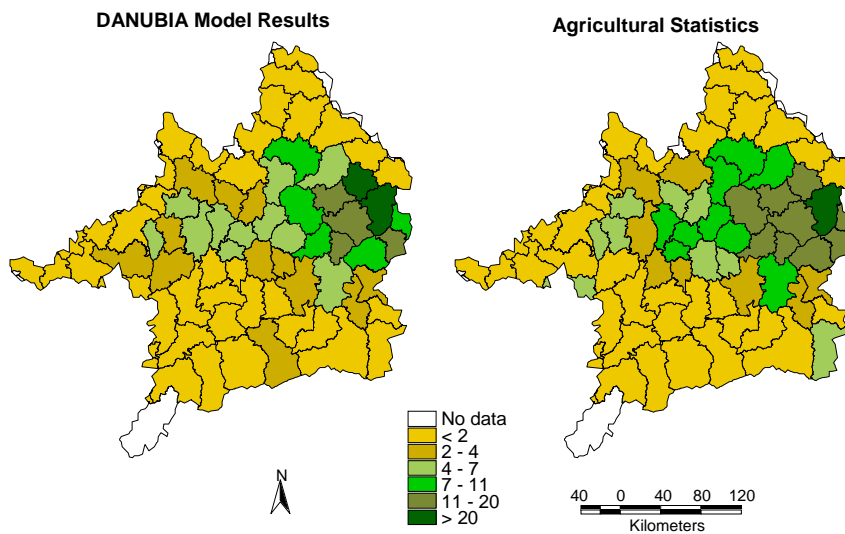 DANUBIA Model Results
Agricultural Statistics
No data
< 2
2 - 4
4 - 7
7 - 11
11 - 20
> 20
N
40 0 40 80 120
Kilometers